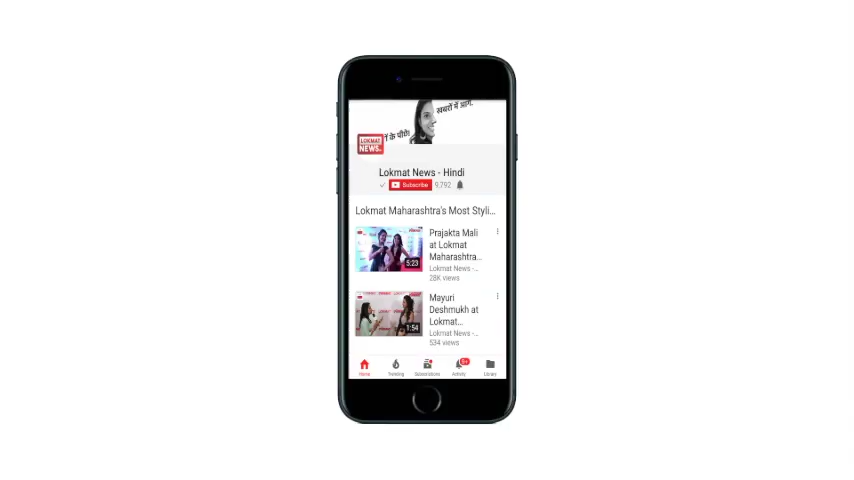 खबरों में आगे,
के पीछे!
LOKMAT
NEWS
Lokmat News - Hindi
Subscribe 9,792
Lokmat Maharashtra's Most Styli...
Prajakta Mali
at Lokmat
Maharashtra...
Lokmat News -...
28K views
5:23
Mayuri
Deshmukh at
Lokmat...
Lokmat News -...
534 views
1:54
Home Trending Subscriptions Activity Library
9+